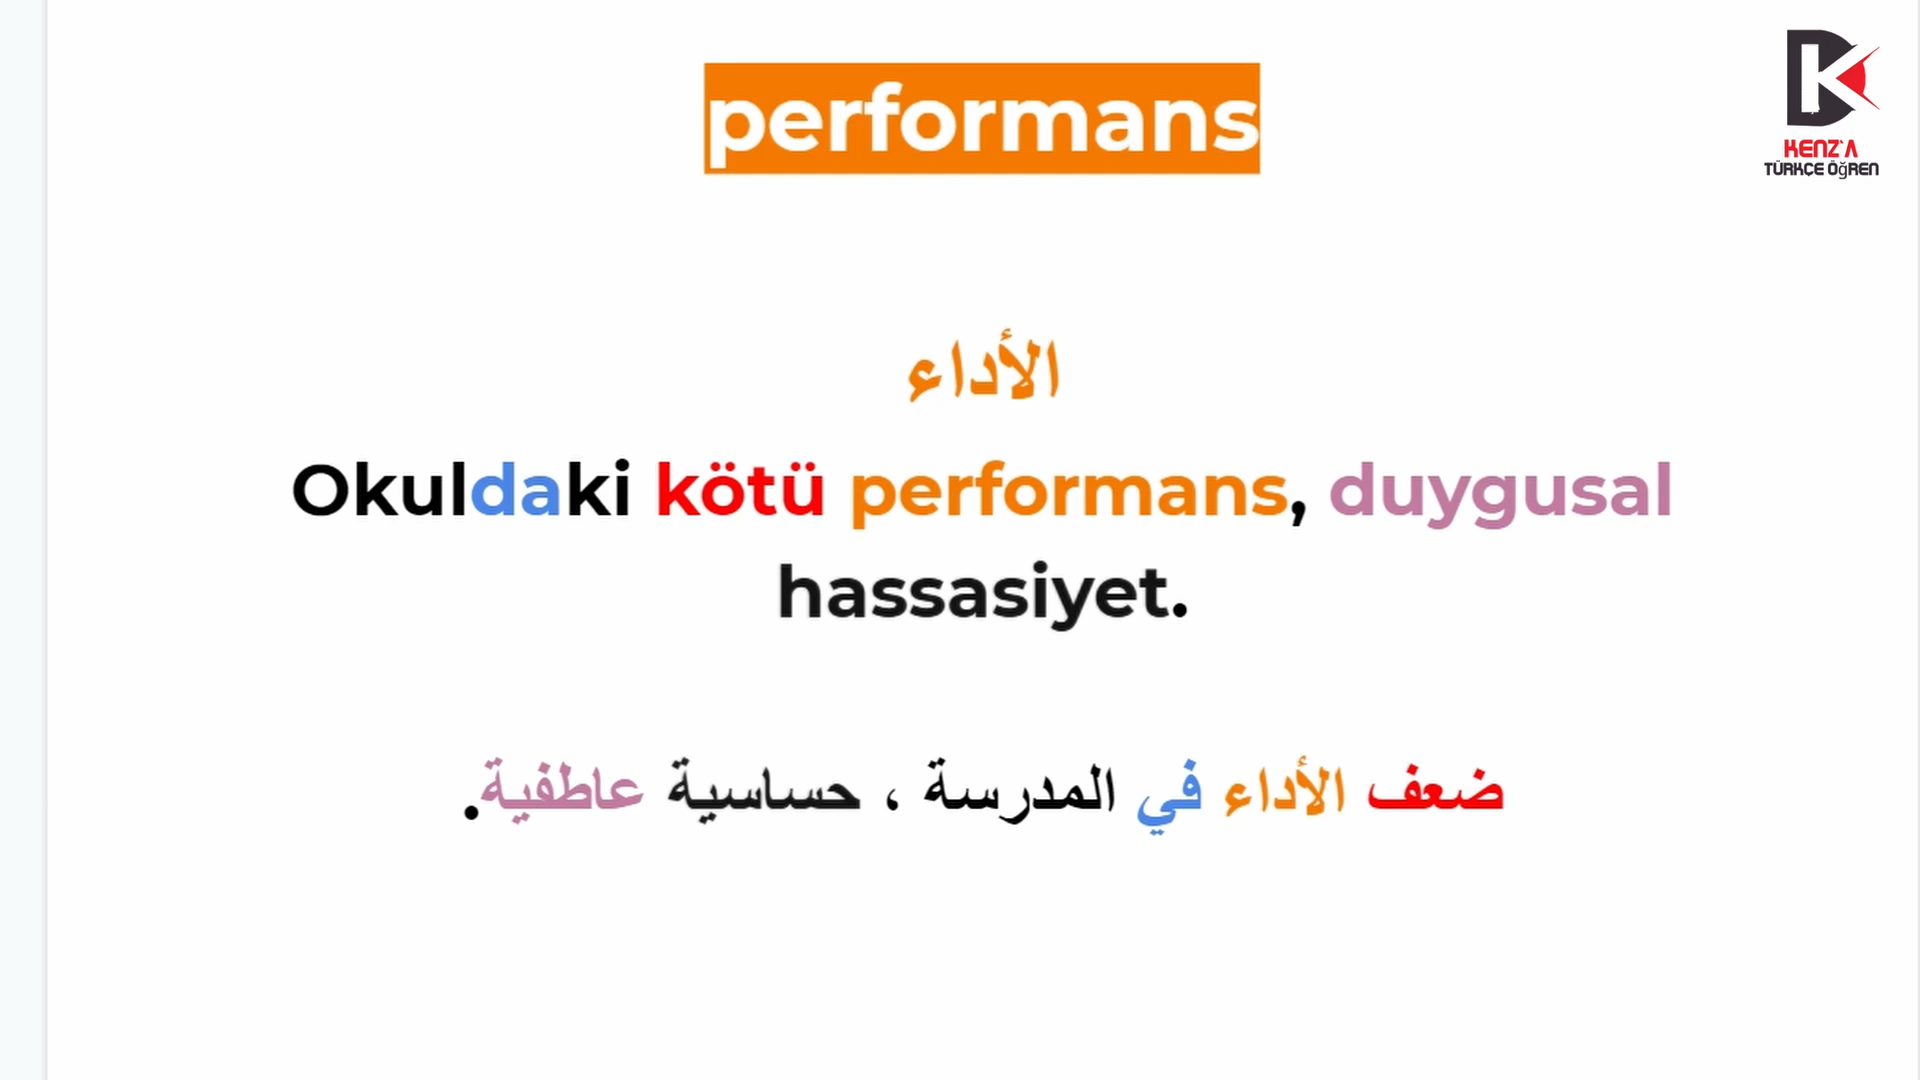 performans
KENZ'A
TÜRKÇE ÖĞREN
الأداء
Okuldaki kötü performans, duygusal
hassasiyet.
ضعف الأداء في المدرسة ، حساسية عاطفية.